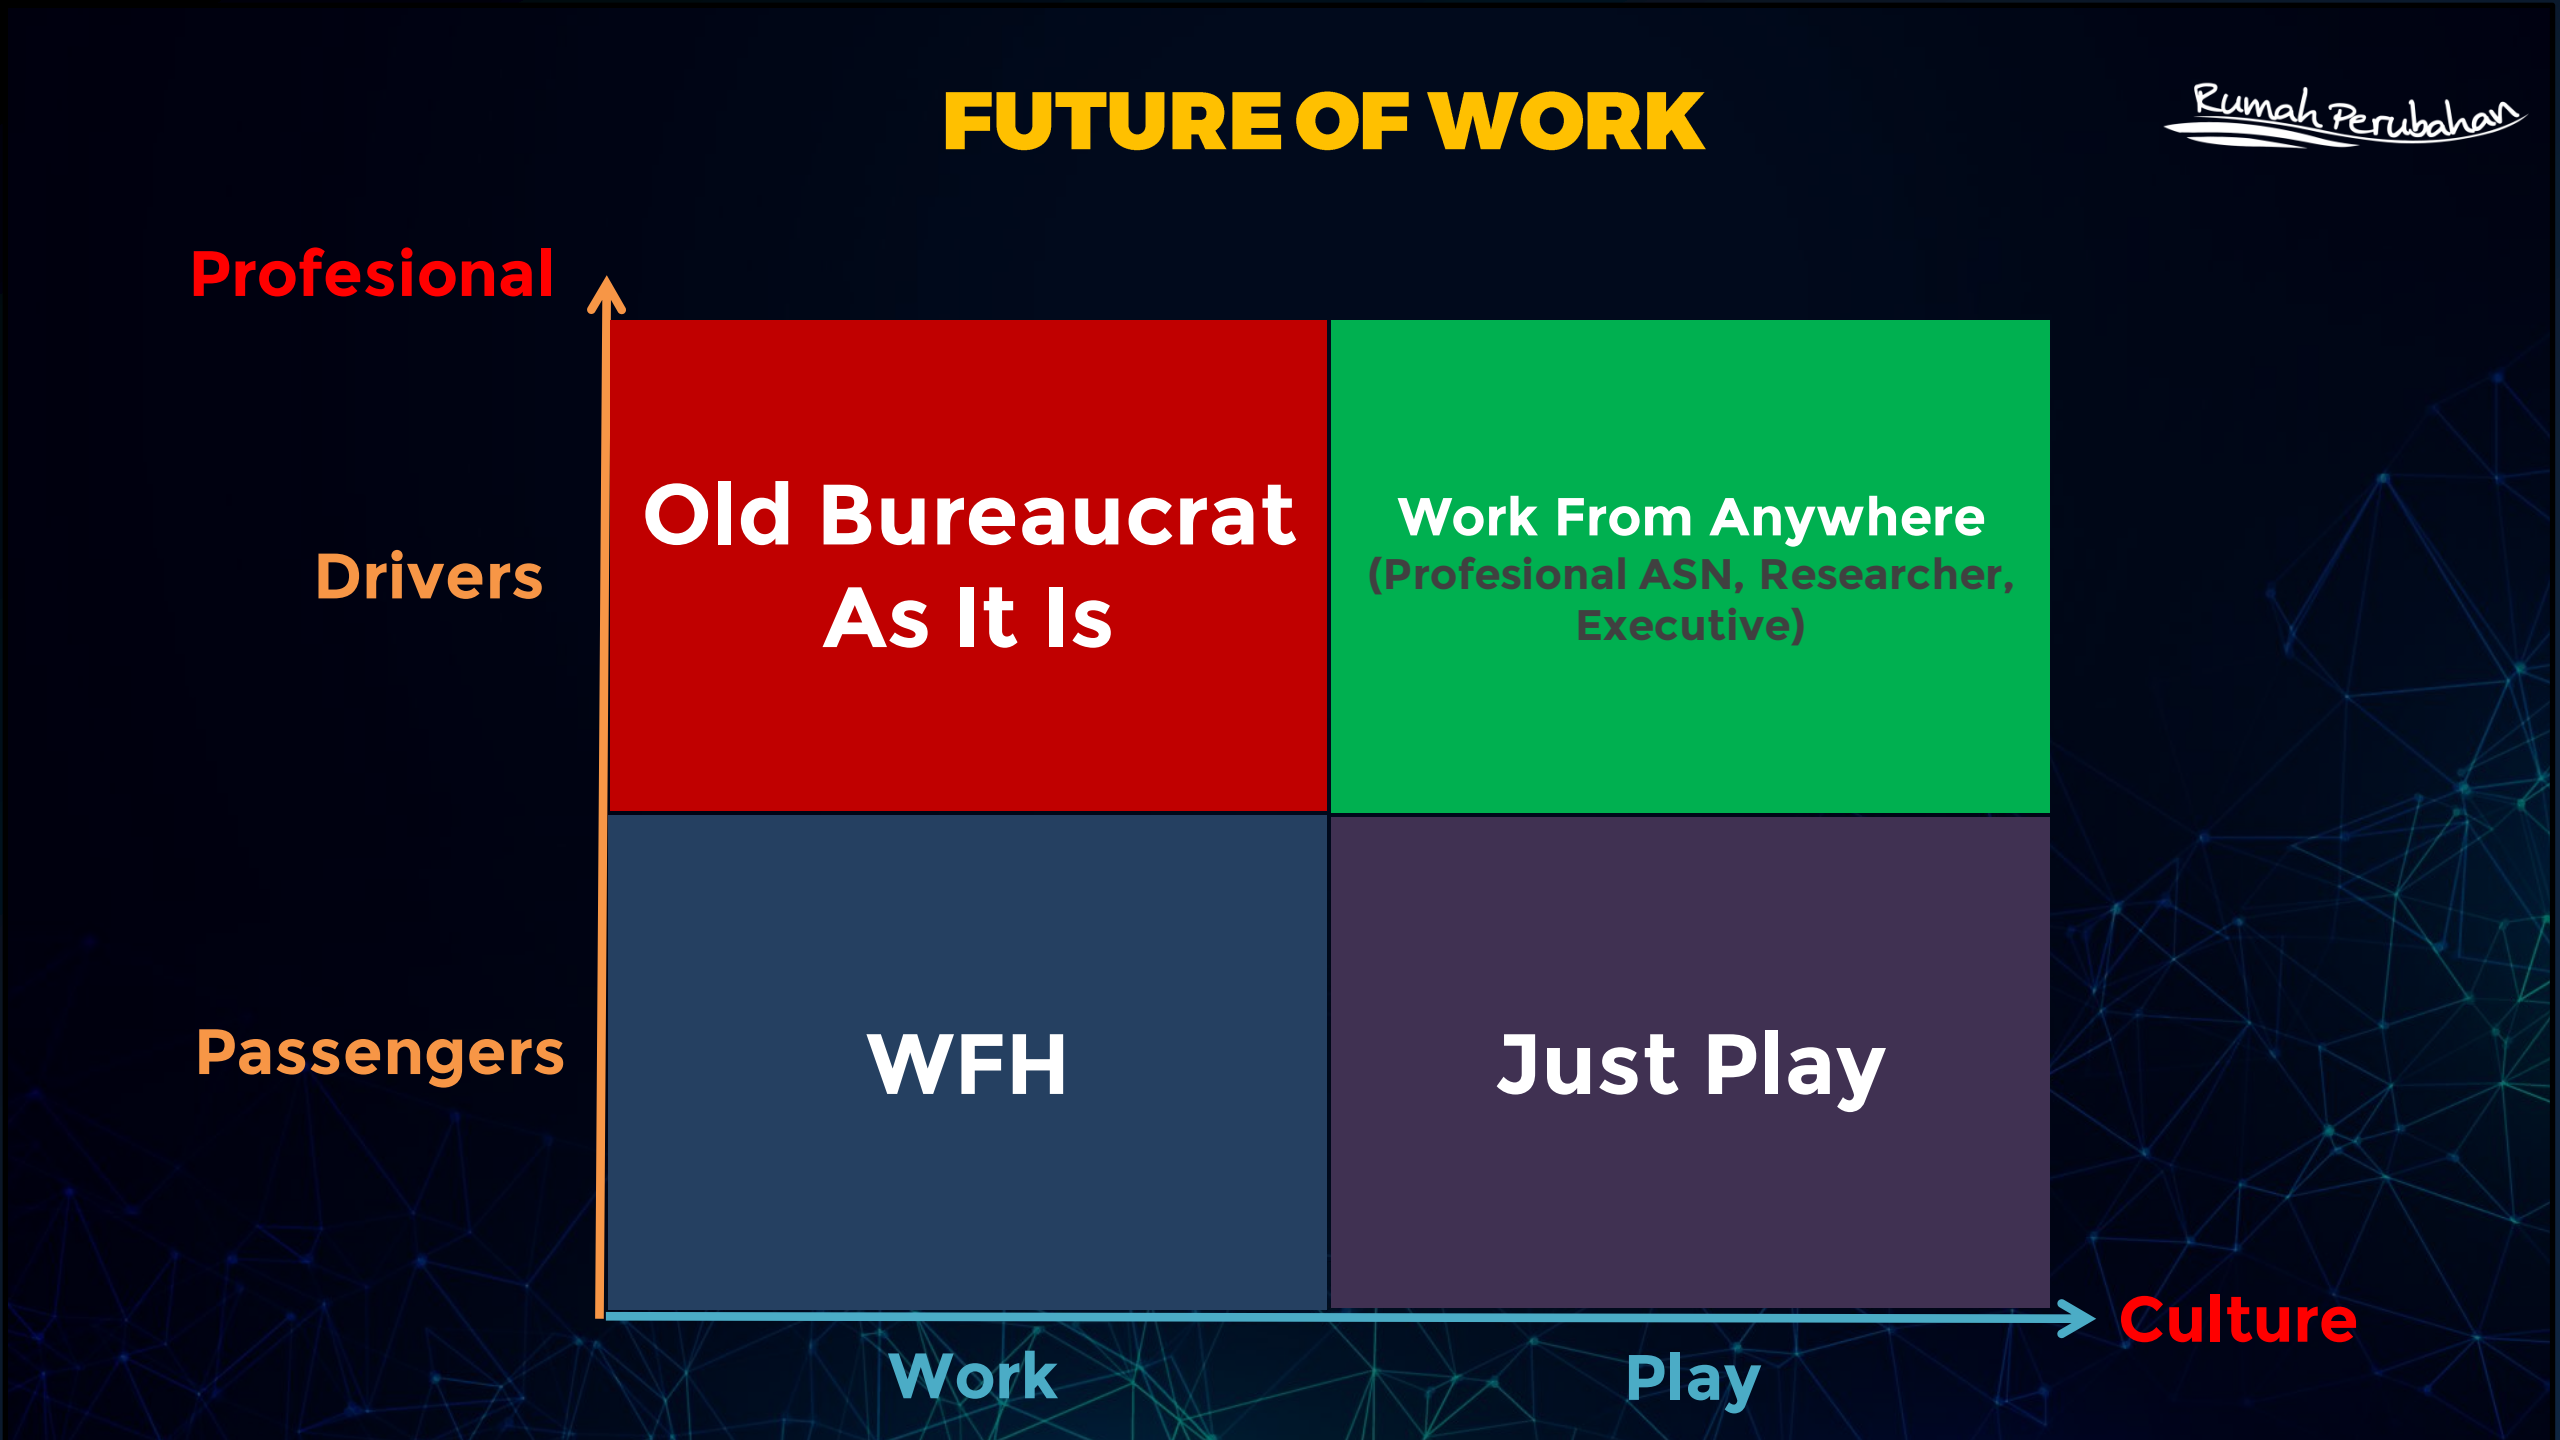 FUTURE OF WORK
Rumah Perubahan
Profesional
Old Bureaucrat
As It Is
Work From Anywhere
(Profesional ASN, Researcher,
Executive)
Drivers
Passengers
WFH
Just Play
Culture
Work
Play